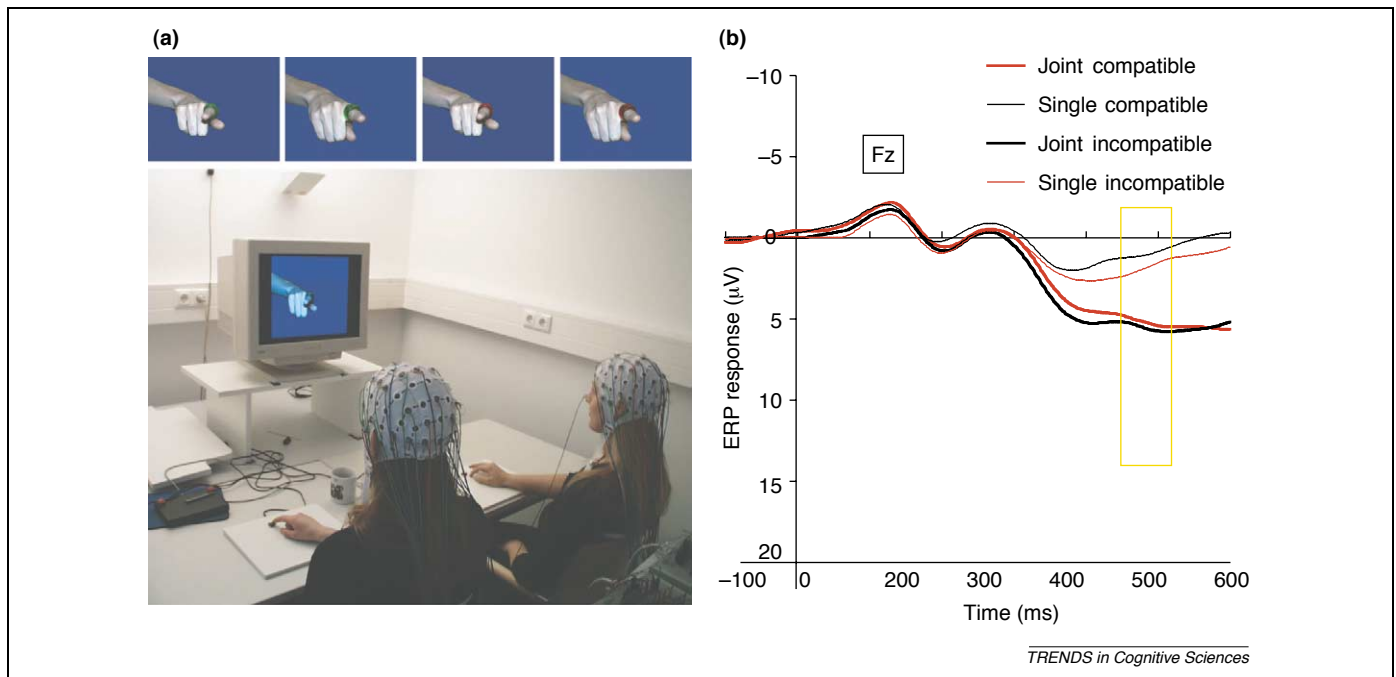 (a)
(b)
Joint compatible
Single compatible
Joint incompatible
Single incompatible
Fz
–10
–5
0
5
10
15
20
ERP response (µV)
–100 0 200 300 400 500 600
Time (ms)
TRENDS in Cognitive Sciences